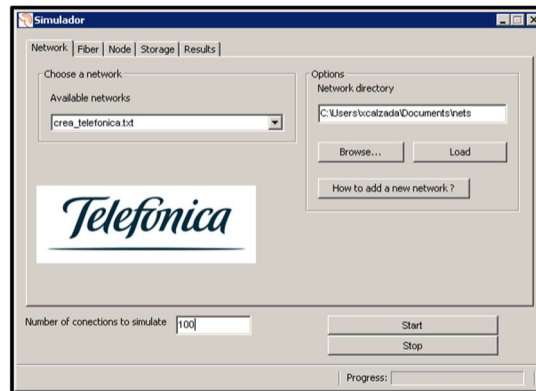 Simulador
Network Fiber Node Storage Results
Choose a network
Available networks
crea_telefonica.txt
Options
Network directory
C:\Users\xcalzada\Documents\nets
Browse... Load
How to add a new network ?
Telefónica
Number of conections to simulate 100
Start
Stop
Progress: